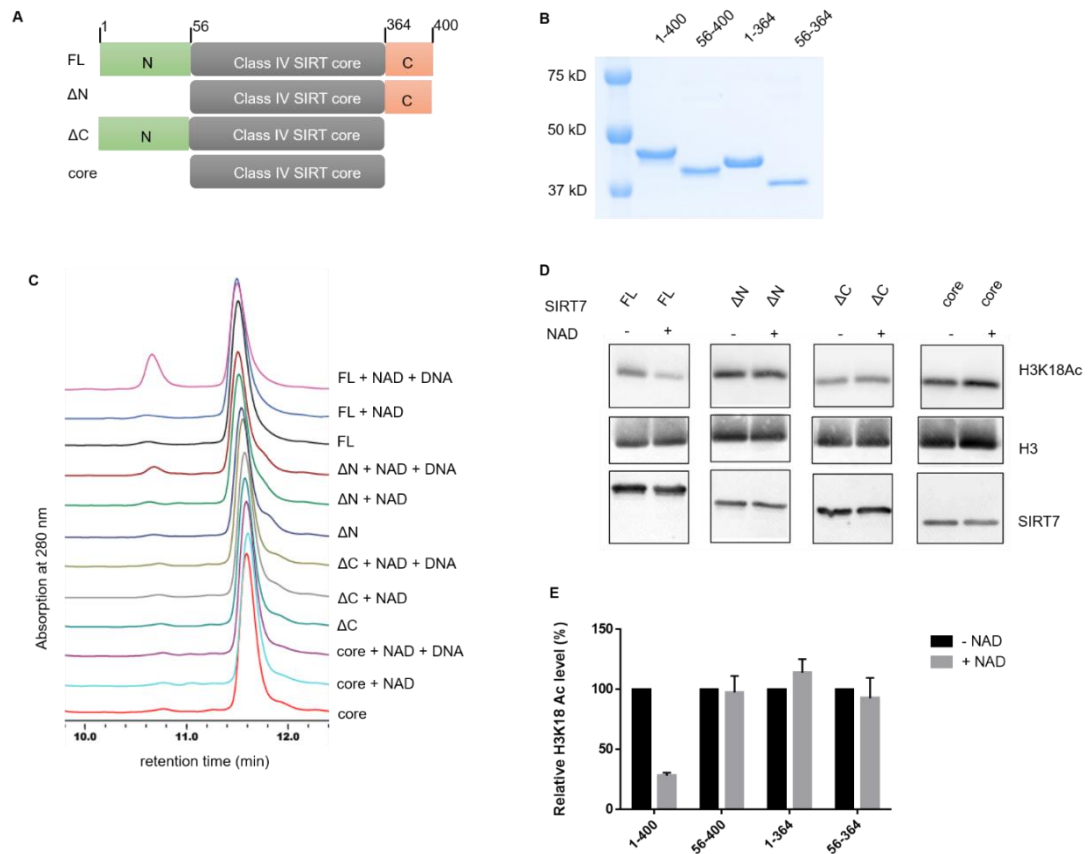 A
1 56 364 400
FL N Class IV SIRT core C
ΔN Class IV SIRT core C
ΔC N Class IV SIRT core
core Class IV SIRT core
B
1-400 56-400 1-364 56-364
75 kD
50 kD
37 kD
C
Absorption at 280 nm
FL + NAD + DNA
FL + NAD
FL
ΔN + NAD + DNA
ΔN + NAD
ΔN
ΔC + NAD + DNA
ΔC + NAD
ΔC
core + NAD + DNA
core + NAD
core
10.0 11.0 12.0
retention time (min)
D
SIRT7 FL FL ΔN ΔN ΔC ΔC core core
NAD - + - + - + - +
H3K18Ac
H3
SIRT7
E
Relative H3K18 Ac level (%)
150
100
50
0
1-400 56-400 1-364 56-364
- NAD
+ NAD